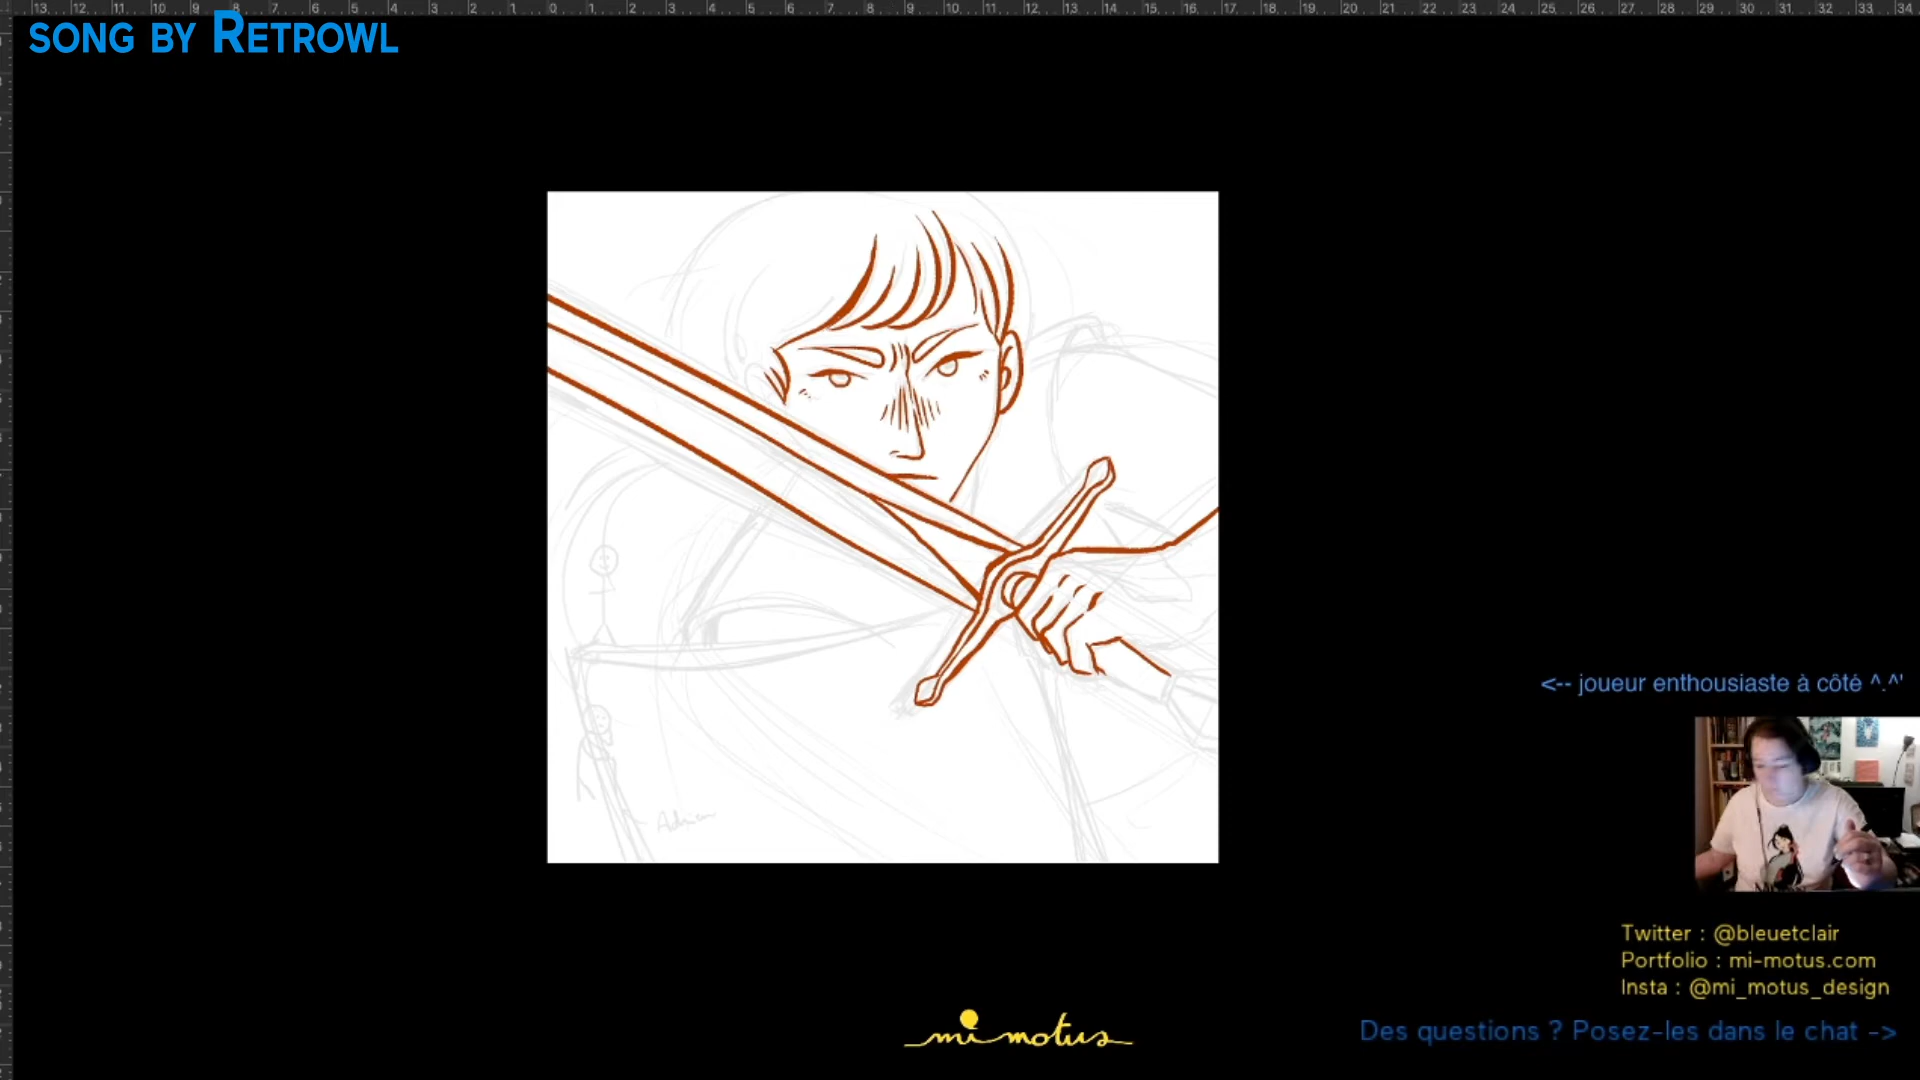 SONG BY RETROWL
Adrien
<-- joueur enthousiaste à côté ^.^'
Twitter : @bleuetclair
Portfolio : mi-motus.com
Insta : @mi_motus_design
mi motus
Des questions ? Posez-les dans le chat ->